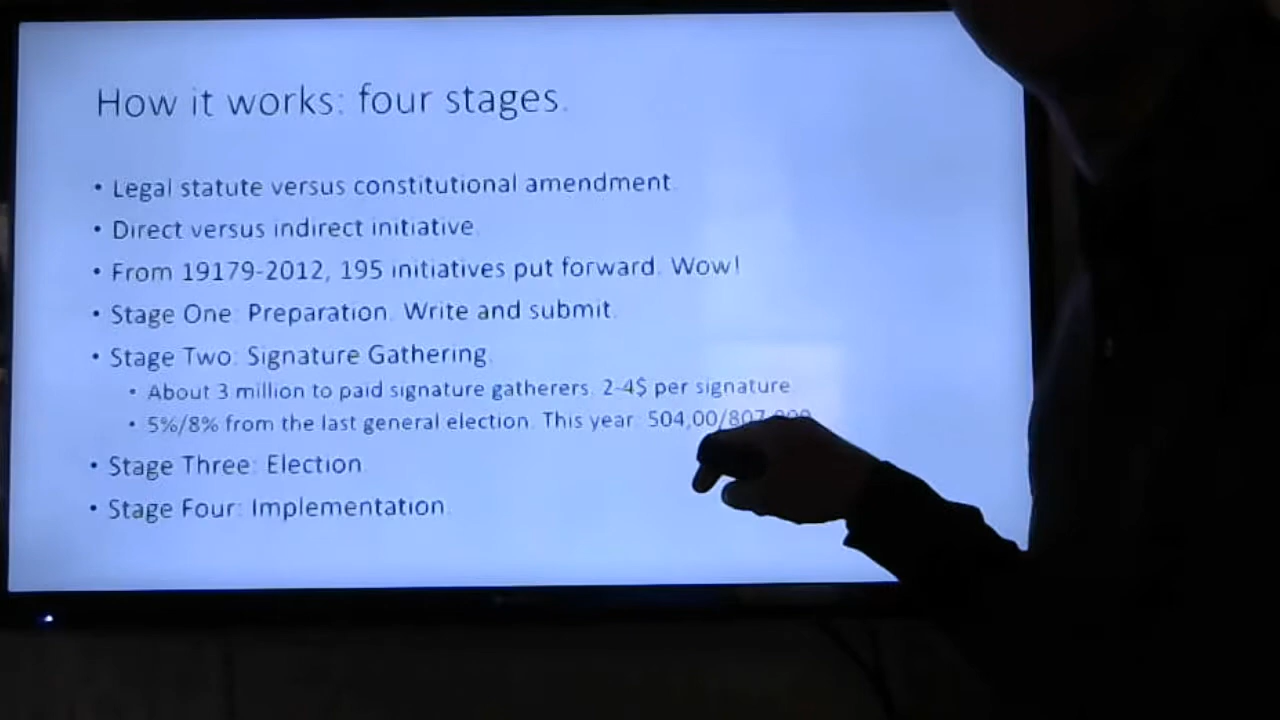 How it works: four stages.
• Legal statute versus constitutional amendment.
• Direct versus indirect initiative.
• From 19179-2012, 195 initiatives put forward. Wow!
• Stage One: Preparation. Write and submit.
• Stage Two: Signature Gathering.
• About 3 million to paid signature gatherers. 2-4$ per signature
• 5%/8% from the last general election. This year: 504,00/807,000
• Stage Three: Election.
• Stage Four: Implementation.